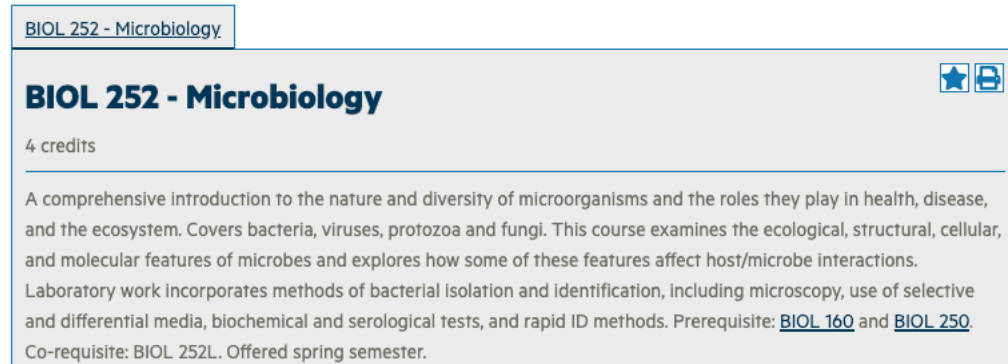 BIOL 252 - Microbiology
BIOL 252 - Microbiology
4 credits
A comprehensive introduction to the nature and diversity of microorganisms and the roles they play in health, disease,
and the ecosystem. Covers bacteria, viruses, protozoa and fungi. This course examines the ecological, structural, cellular,
and molecular features of microbes and explores how some of these features affect host/microbe interactions.
Laboratory work incorporates methods of bacterial isolation and identification, including microscopy, use of selective
and differential media, biochemical and serological tests, and rapid ID methods. Prerequisite: BIOL 160 and BIOL 250.
Co-requisite: BIOL 252L. Offered spring semester.